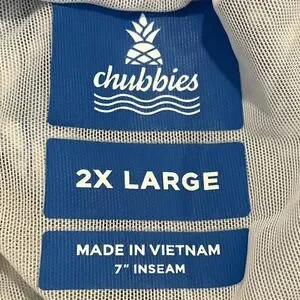 chubbies
2X LARGE
MADE IN VIETNAM
7" INSEAM